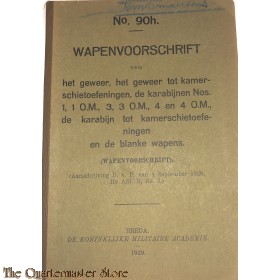 No. 90h.
WAPENVOORSCHRIFT
voor
het geweer, het geweer tot kamer-
schietoefeningen, de karabijnen Nos.
1, 1 O.M., 3, 3 O.M., 4 en 4 O.M.,
de karabijn tot kamerschietoefe-
ningen
en de blanke wapens.
(WAPENVOORSCHRIFT).
BREDA.
DE KONINKLIJKE MILITAIRE ACADEMIE.
1929.
The Quartermaster Store